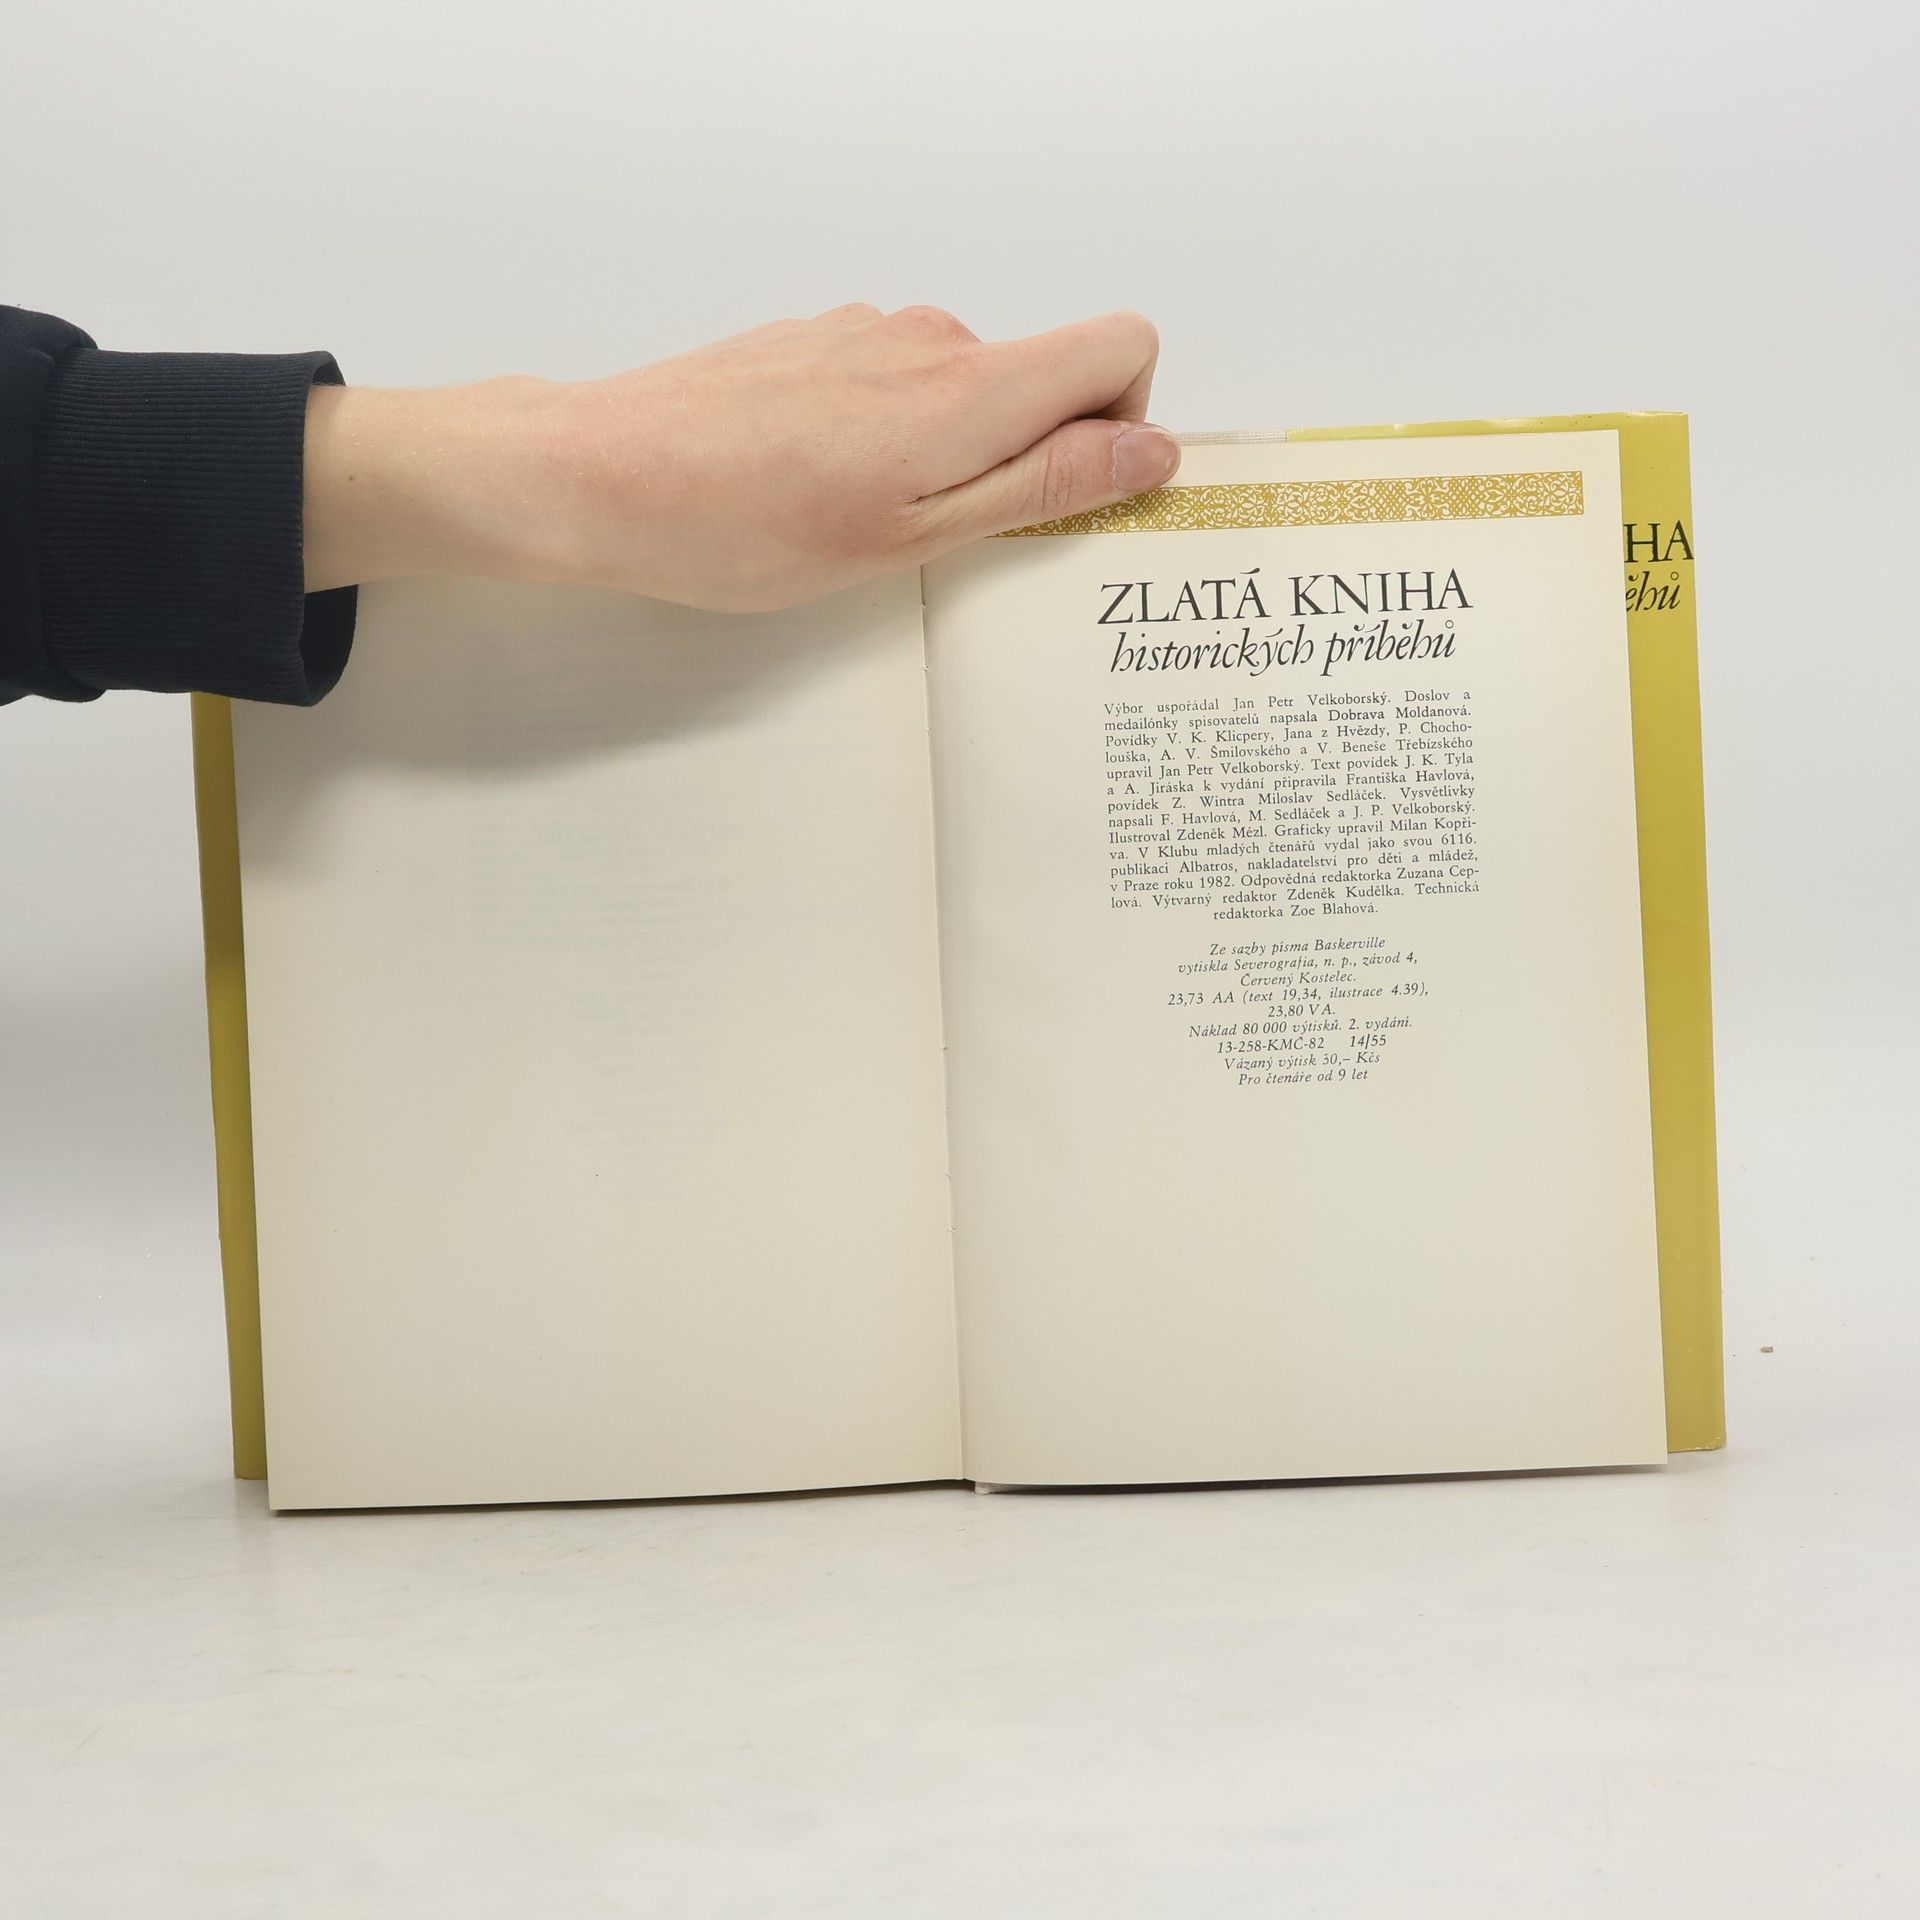 ZLATÁ KNIHA
historických příběhů
Výbor uspořádal Jan Petr Velkoborský. Doslov a
medailónky spisovatelů napsala Dobrava Moldanová.
Povídky V. K. Klicpery, Jana z Hvězdy, P. Chocho-
louška, A. V. Šmilovského a V. Beneše Třebízského
upravil Jan Petr Velkoborský. Text povídek J. K. Tyla
a A. Jiráska k vydání připravila Františka Havlová,
povídek Z. Wintra Miloslav Sedláček. Vysvětlivky
napsali F. Havlová, M. Sedláček a J. P. Velkoborský.
Ilustroval Zdeněk Mézl. Graficky upravil Milan Kopři-
va. V Klubu mladých čtenářů vydal jako svou 6116.
publikaci Albatros, nakladatelství pro děti a mládež,
v Praze roku 1982. Odpovědná redaktorka Zuzana Cep-
lová. Výtvarný redaktor Zdeněk Kudělka. Technická
redaktorka Zoe Blahová.
Ze sazby písma Baskerville
vytiskla Severografia, n. p., závod 4,
Červený Kostelec.
23,73 AA (text 19,34, ilustrace 4.39),
23,80 VA.
Náklad 80 000 výtisků. 2. vydání.
13-258-KMČ-82 14/55
Vázaný výtisk 30,– Kčs
Pro čtenáře od 9 let
HA
ěhů